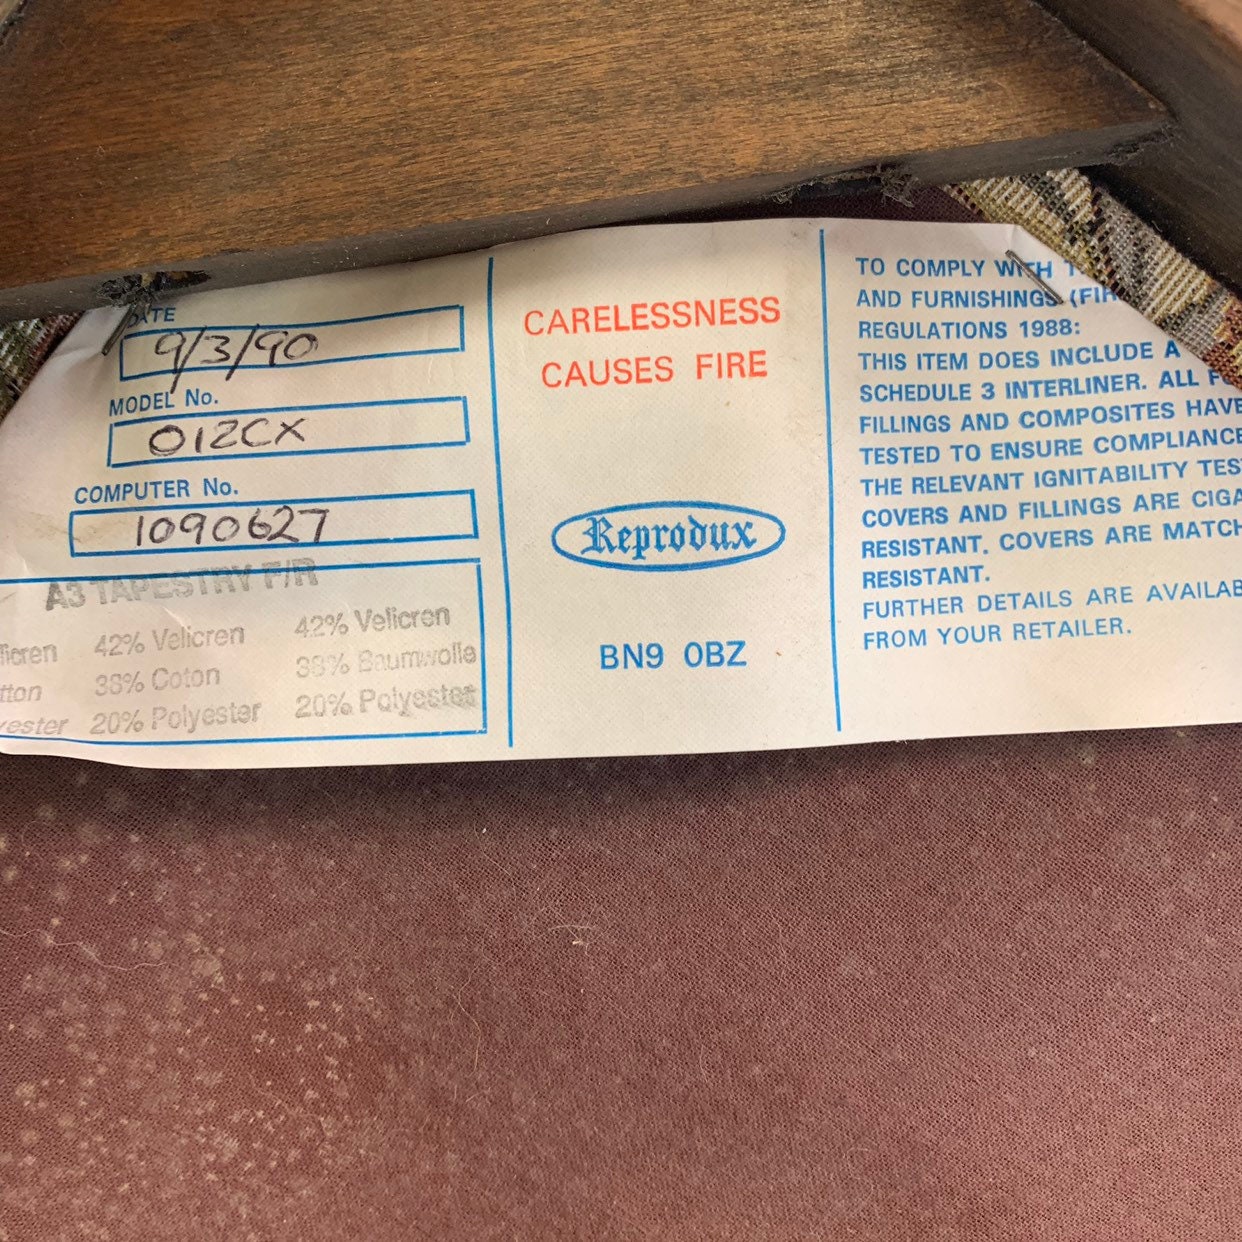 DATE
9/3/90
MODEL No.
012CX
COMPUTER No.
1090627
A3 TAPESTRY F/R
42% Velicren 42% Velicren
38% Coton 38% Baumwolle
20% Polyester 20% Polyester
CARELESSNESS
CAUSES FIRE
Reprodux
BN9 0BZ
TO COMPLY WITH
AND FURNISHINGS
REGULATIONS 1988:
THIS ITEM DOES INCLUDE A
SCHEDULE 3 INTERLINER. ALL
FILLINGS AND COMPOSITES HAVE
TESTED TO ENSURE COMPLIANCE
THE RELEVANT IGNITABILITY
COVERS AND FILLINGS ARE
RESISTANT. COVERS ARE
RESISTANT.
FURTHER DETAILS ARE
FROM YOUR RETAILER.